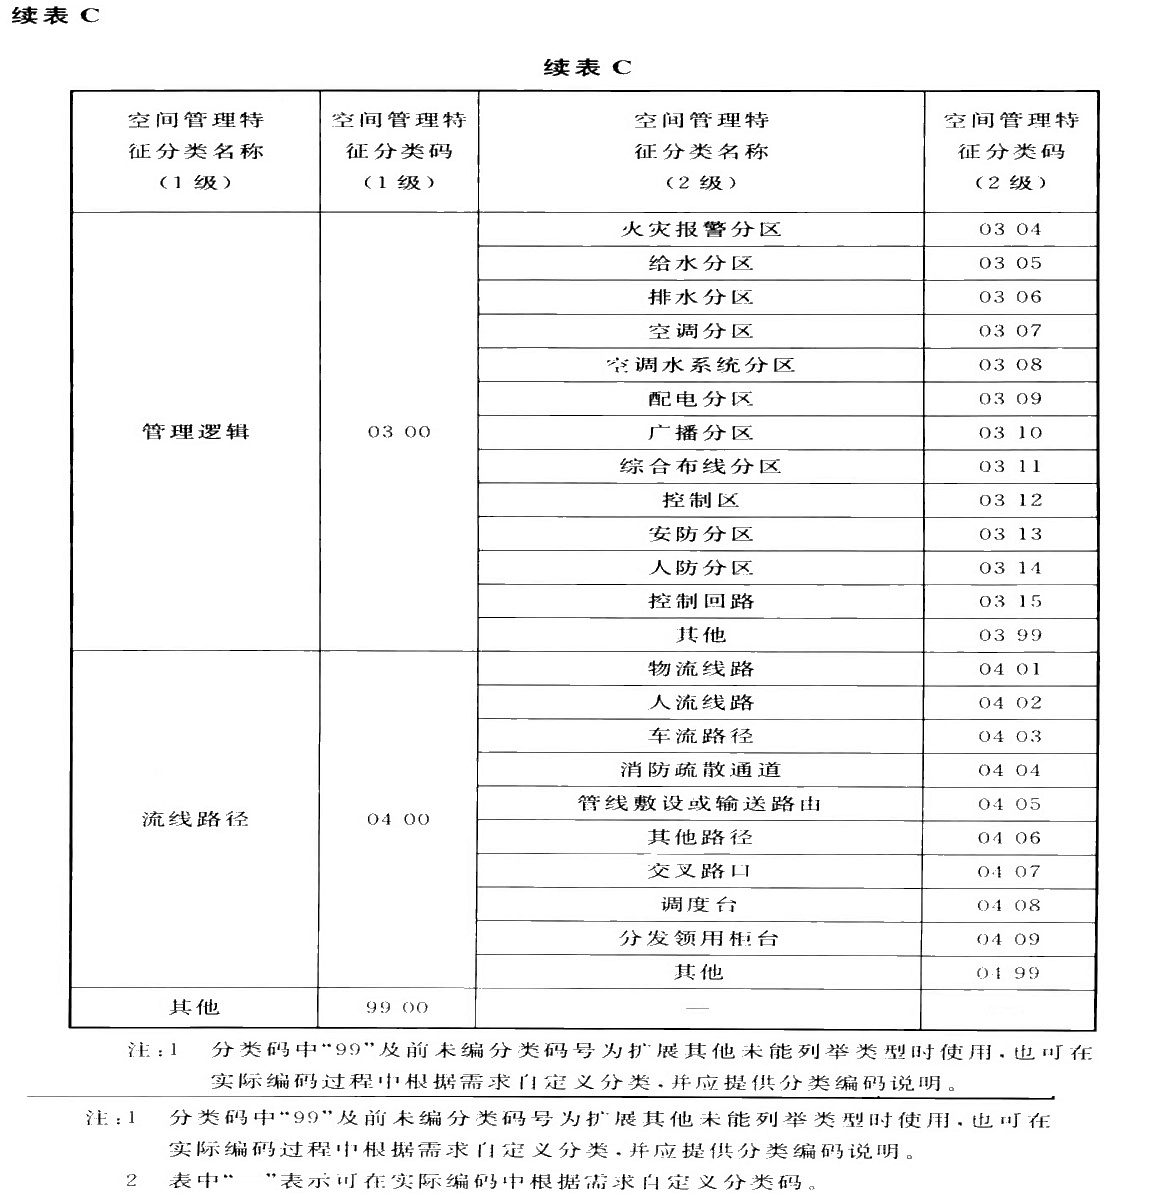 续表 C
续表 C
空间管理特征分类名称（1 级） 空间管理特征分类码（1 级） 空间管理特征分类名称（2 级） 空间管理特征分类码（2 级）
管理逻辑 03 00
火灾报警分区 03 04
给水分区 03 05
排水分区 03 06
空调分区 03 07
空调水系统分区 03 08
配电分区 03 09
广播分区 03 10
综合布线分区 03 11
控制区 03 12
安防分区 03 13
人防分区 03 14
控制回路 03 15
其他 03 99
流线路径 04 00
物流线路 04 01
人流线路 04 02
车流路径 04 03
消防疏散通道 04 04
管线敷设或输送路由 04 05
其他路径 04 06
交叉路口 04 07
调度台 04 08
分发领用柜台 04 09
其他 04 99
其他 99 00 —
注：1 分类码中“99”及前未编分类码号为扩展其他未能列举类型时使用，也可在
实际编码过程中根据需求自定义分类，并应提供分类编码说明。
注：1 分类码中“99”及前未编分类码号为扩展其他未能列举类型时使用，也可在
实际编码过程中根据需求自定义分类，并应提供分类编码说明。
2 表中“ ”表示可在实际编码中根据需求自定义分类码。